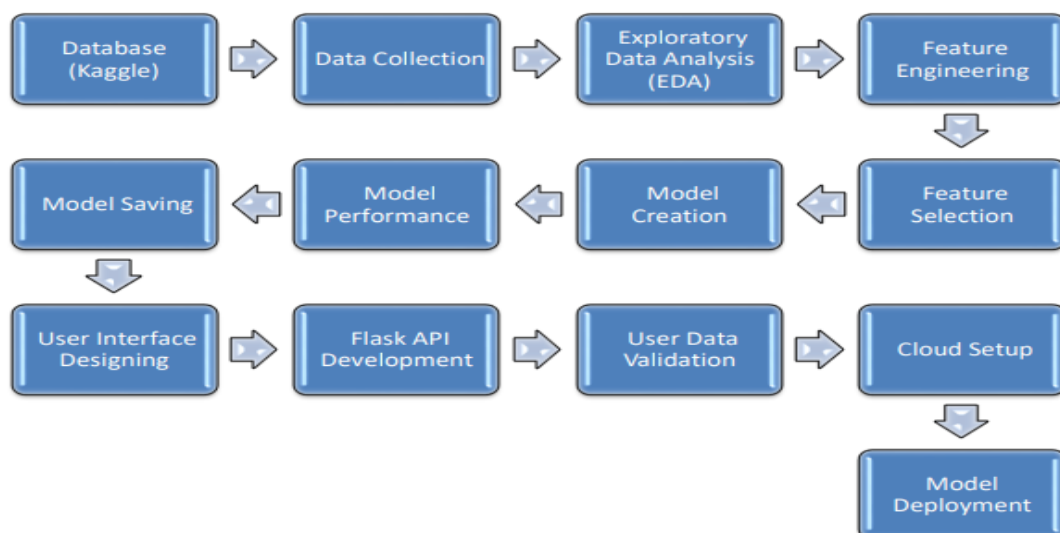 Database
(Kaggle)
Data Collection
Exploratory
Data Analysis
(EDA)
Feature
Engineering
Feature
Selection
Model
Creation
Model
Performance
Model Saving
User Interface
Designing
Flask API
Development
User Data
Validation
Cloud Setup
Model
Deployment